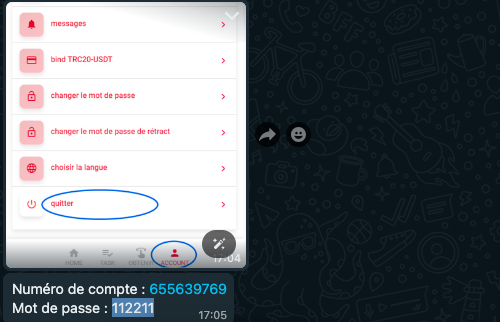 messages
bind TRC20-USDT
changer le mot de passe
changer le mot de passe de rétract
choisir la langue
quitter
HOME TASK OBTENIR ACCOUNT
17:04
Numéro de compte : 655639769
Mot de passe : 112211
17:05